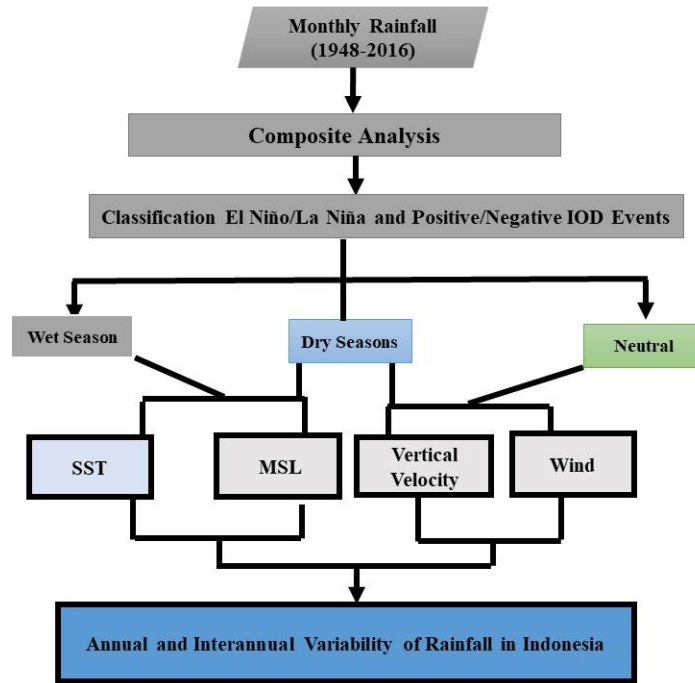 Monthly Rainfall
(1948-2016)
Composite Analysis
Classification El Niño/La Niña and Positive/Negative IOD Events
Wet Season
Dry Seasons
Neutral
SST
MSL
Vertical
Velocity
Wind
Annual and Interannual Variability of Rainfall in Indonesia